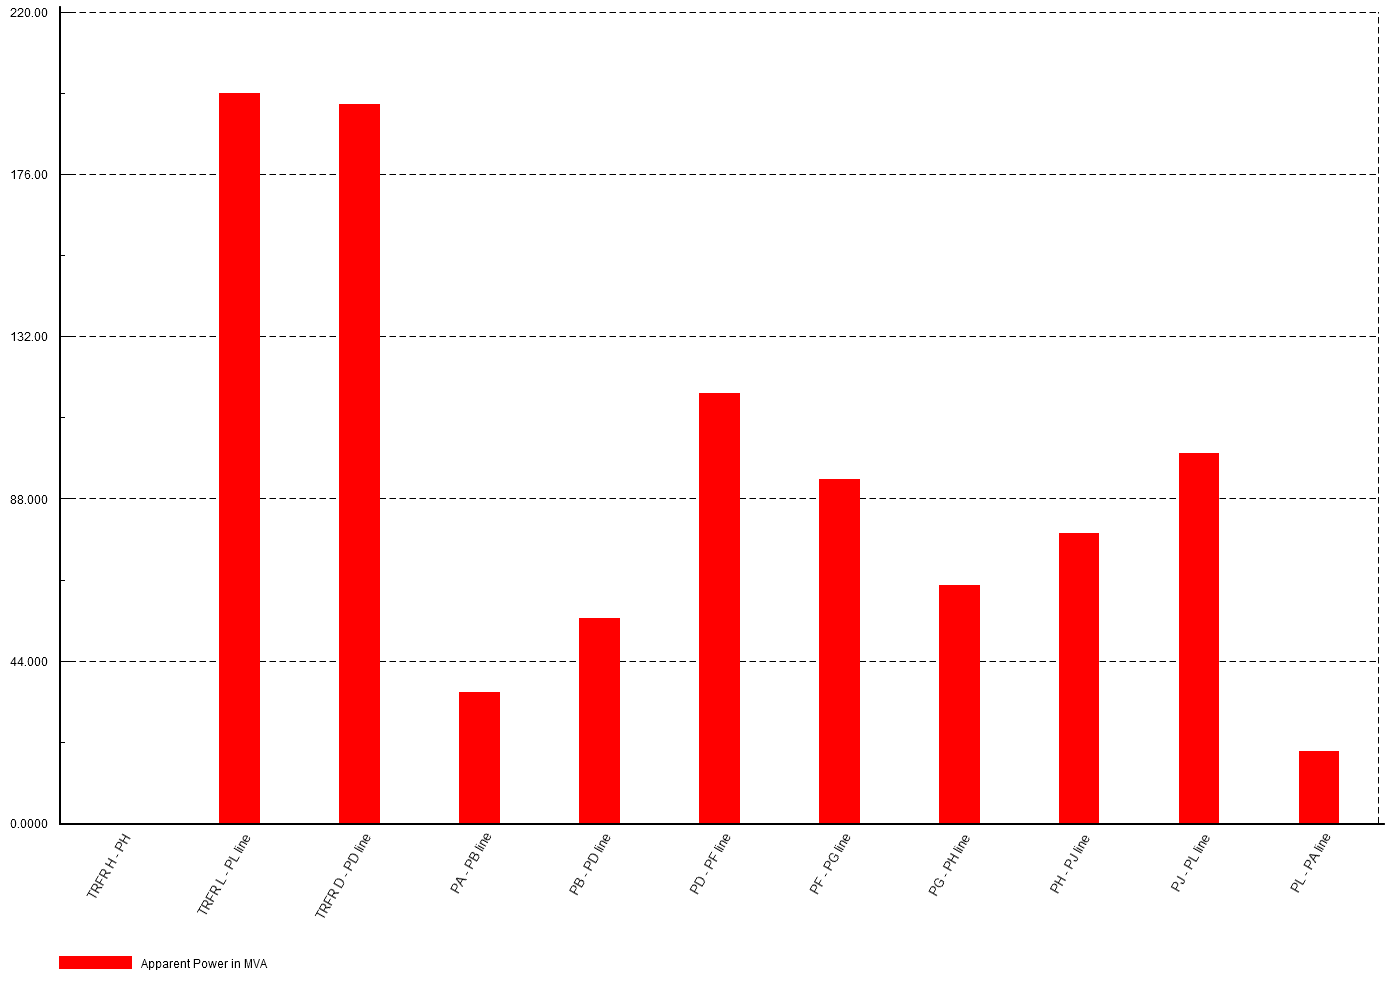 220.00
176.00
132.00
88.000
44.000
0.0000
TRFR H - PH
TRFR L - PL line
TRFR D - PD line
PA - PB line
PB - PD line
PD - PF line
PF - PG line
PG - PH line
PH - PJ line
PJ - PL line
PL - PA line
Apparent Power in MVA